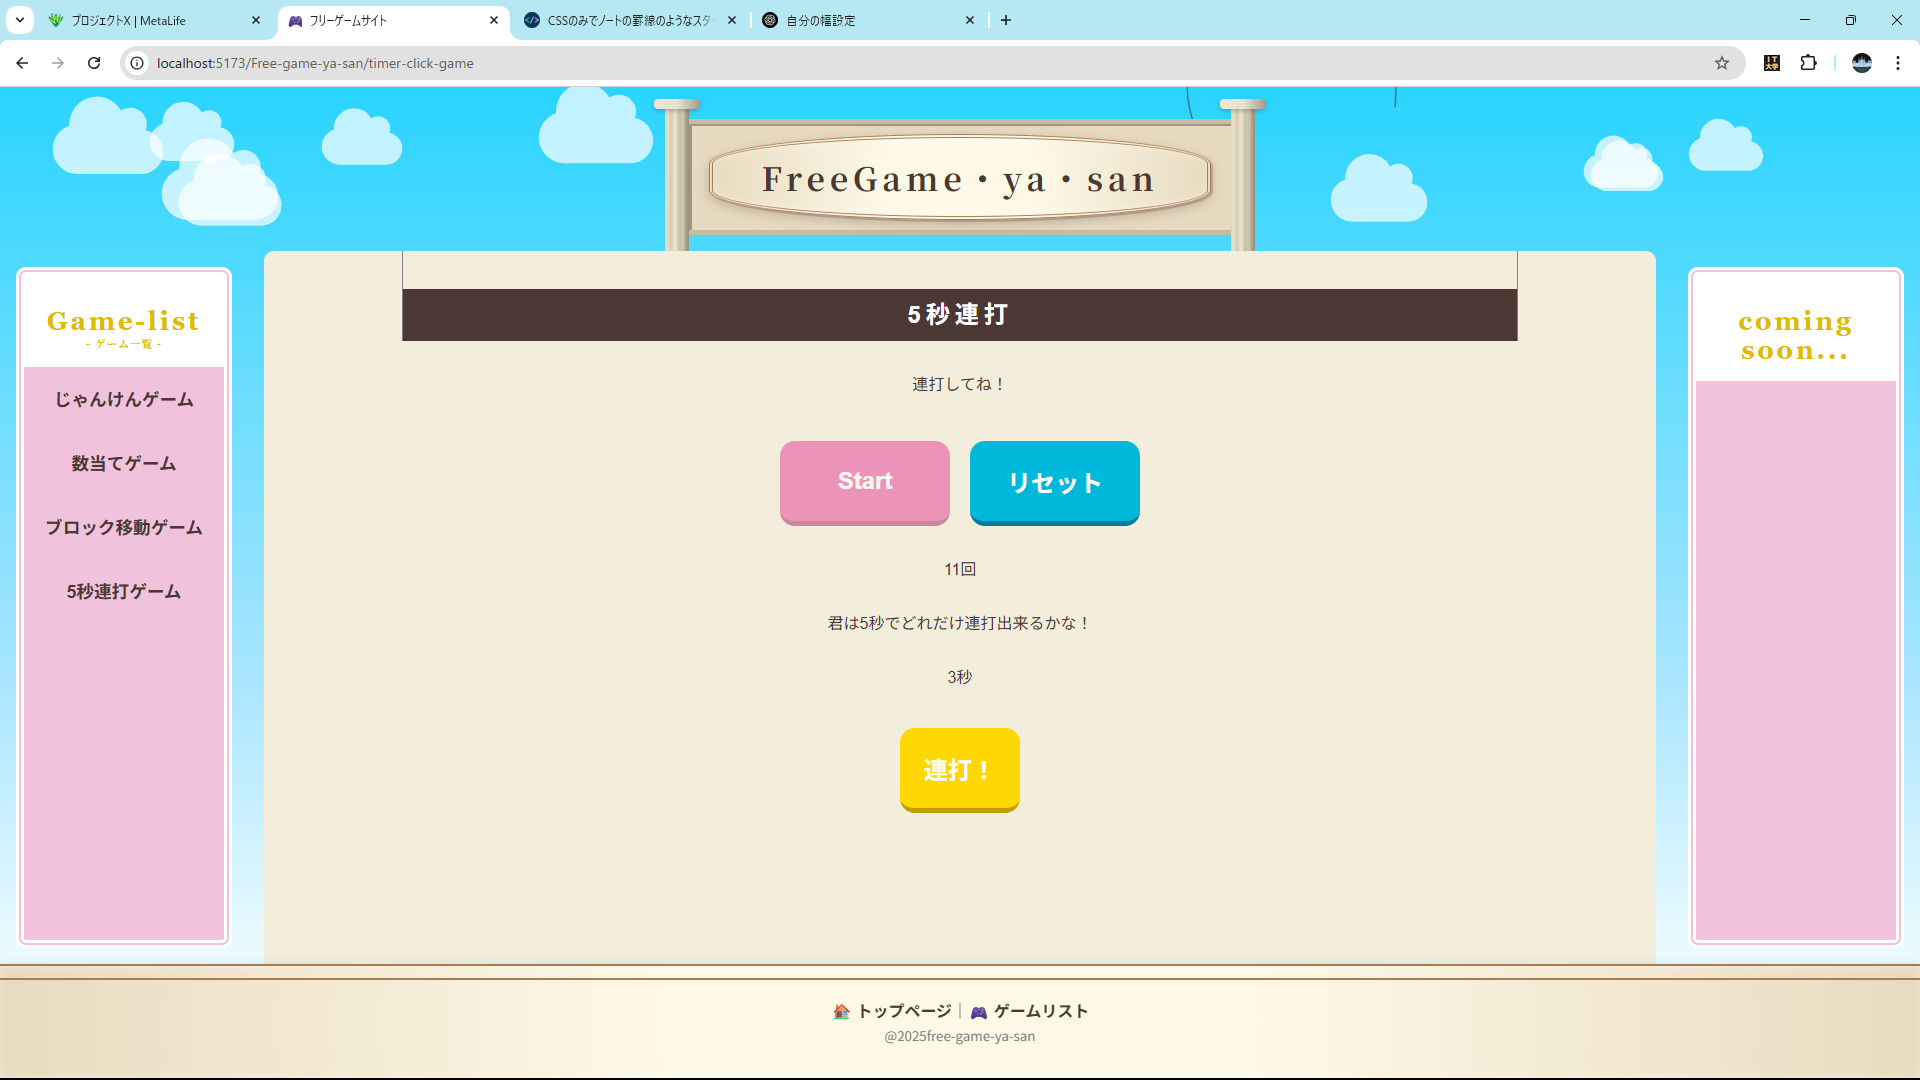 プロジェクトX | MetaLife
フリーゲームサイト
CSSのみでノートの罫線のようなスタ
自分の幅設定
localhost:5173/Free-game-ya-san/timer-click-game
IT
大学
FreeGame・ya・san
Game-list
- ゲーム一覧 -
じゃんけんゲーム
数当てゲーム
ブロック移動ゲーム
5秒連打ゲーム
5秒連打
連打してね！
Start
リセット
11回
君は5秒でどれだけ連打出来るかな！
3秒
連打！
coming
soon...
🏠 トップページ｜🎮 ゲームリスト
@2025free-game-ya-san